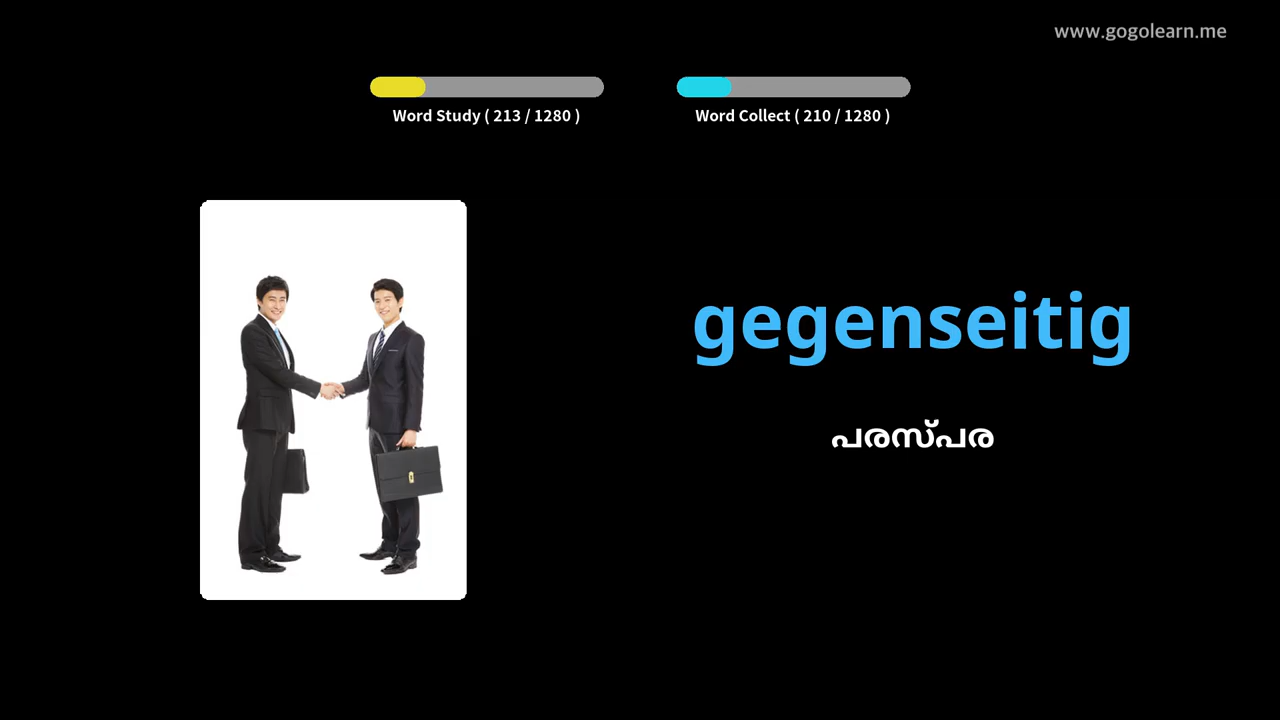 www.gogolearn.me
Word Study ( 213 / 1280 )
Word Collect ( 210 / 1280 )
gegenseitig
പരസ്പര